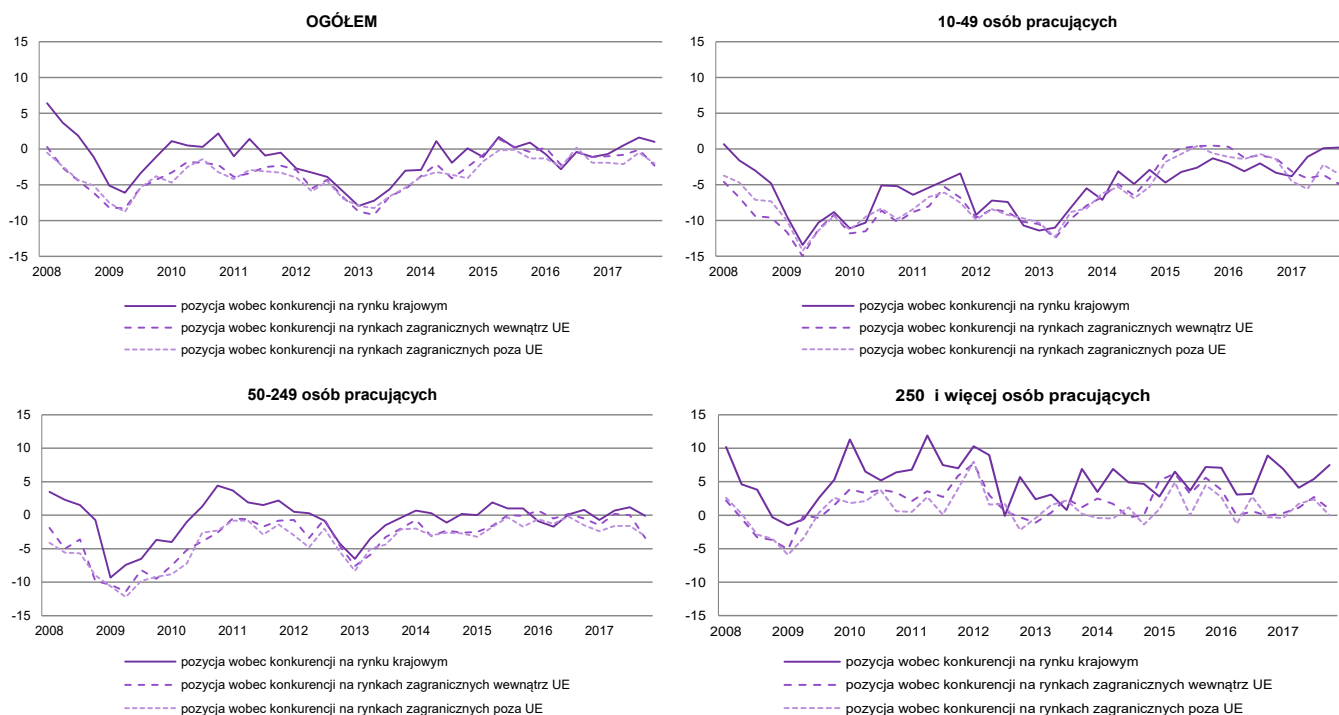 OGÓŁEM
15
10
5
0
-5
-10
-15
2008 2009 2010 2011 2012 2013 2014 2015 2016 2017
pozycja wobec konkurencji na rynku krajowym
pozycja wobec konkurencji na rynkach zagranicznych wewnątrz UE
pozycja wobec konkurencji na rynkach zagranicznych poza UE
10-49 osób pracujących
15
10
5
0
-5
-10
-15
2008 2009 2010 2011 2012 2013 2014 2015 2016 2017
pozycja wobec konkurencji na rynku krajowym
pozycja wobec konkurencji na rynkach zagranicznych wewnątrz UE
pozycja wobec konkurencji na rynkach zagranicznych poza UE
50-249 osób pracujących
15
10
5
0
-5
-10
-15
2008 2009 2010 2011 2012 2013 2014 2015 2016 2017
pozycja wobec konkurencji na rynku krajowym
pozycja wobec konkurencji na rynkach zagranicznych wewnątrz UE
pozycja wobec konkurencji na rynkach zagranicznych poza UE
250 i więcej osób pracujących
15
10
5
0
-5
-10
-15
2008 2009 2010 2011 2012 2013 2014 2015 2016 2017
pozycja wobec konkurencji na rynku krajowym
pozycja wobec konkurencji na rynkach zagranicznych wewnątrz UE
pozycja wobec konkurencji na rynkach zagranicznych poza UE